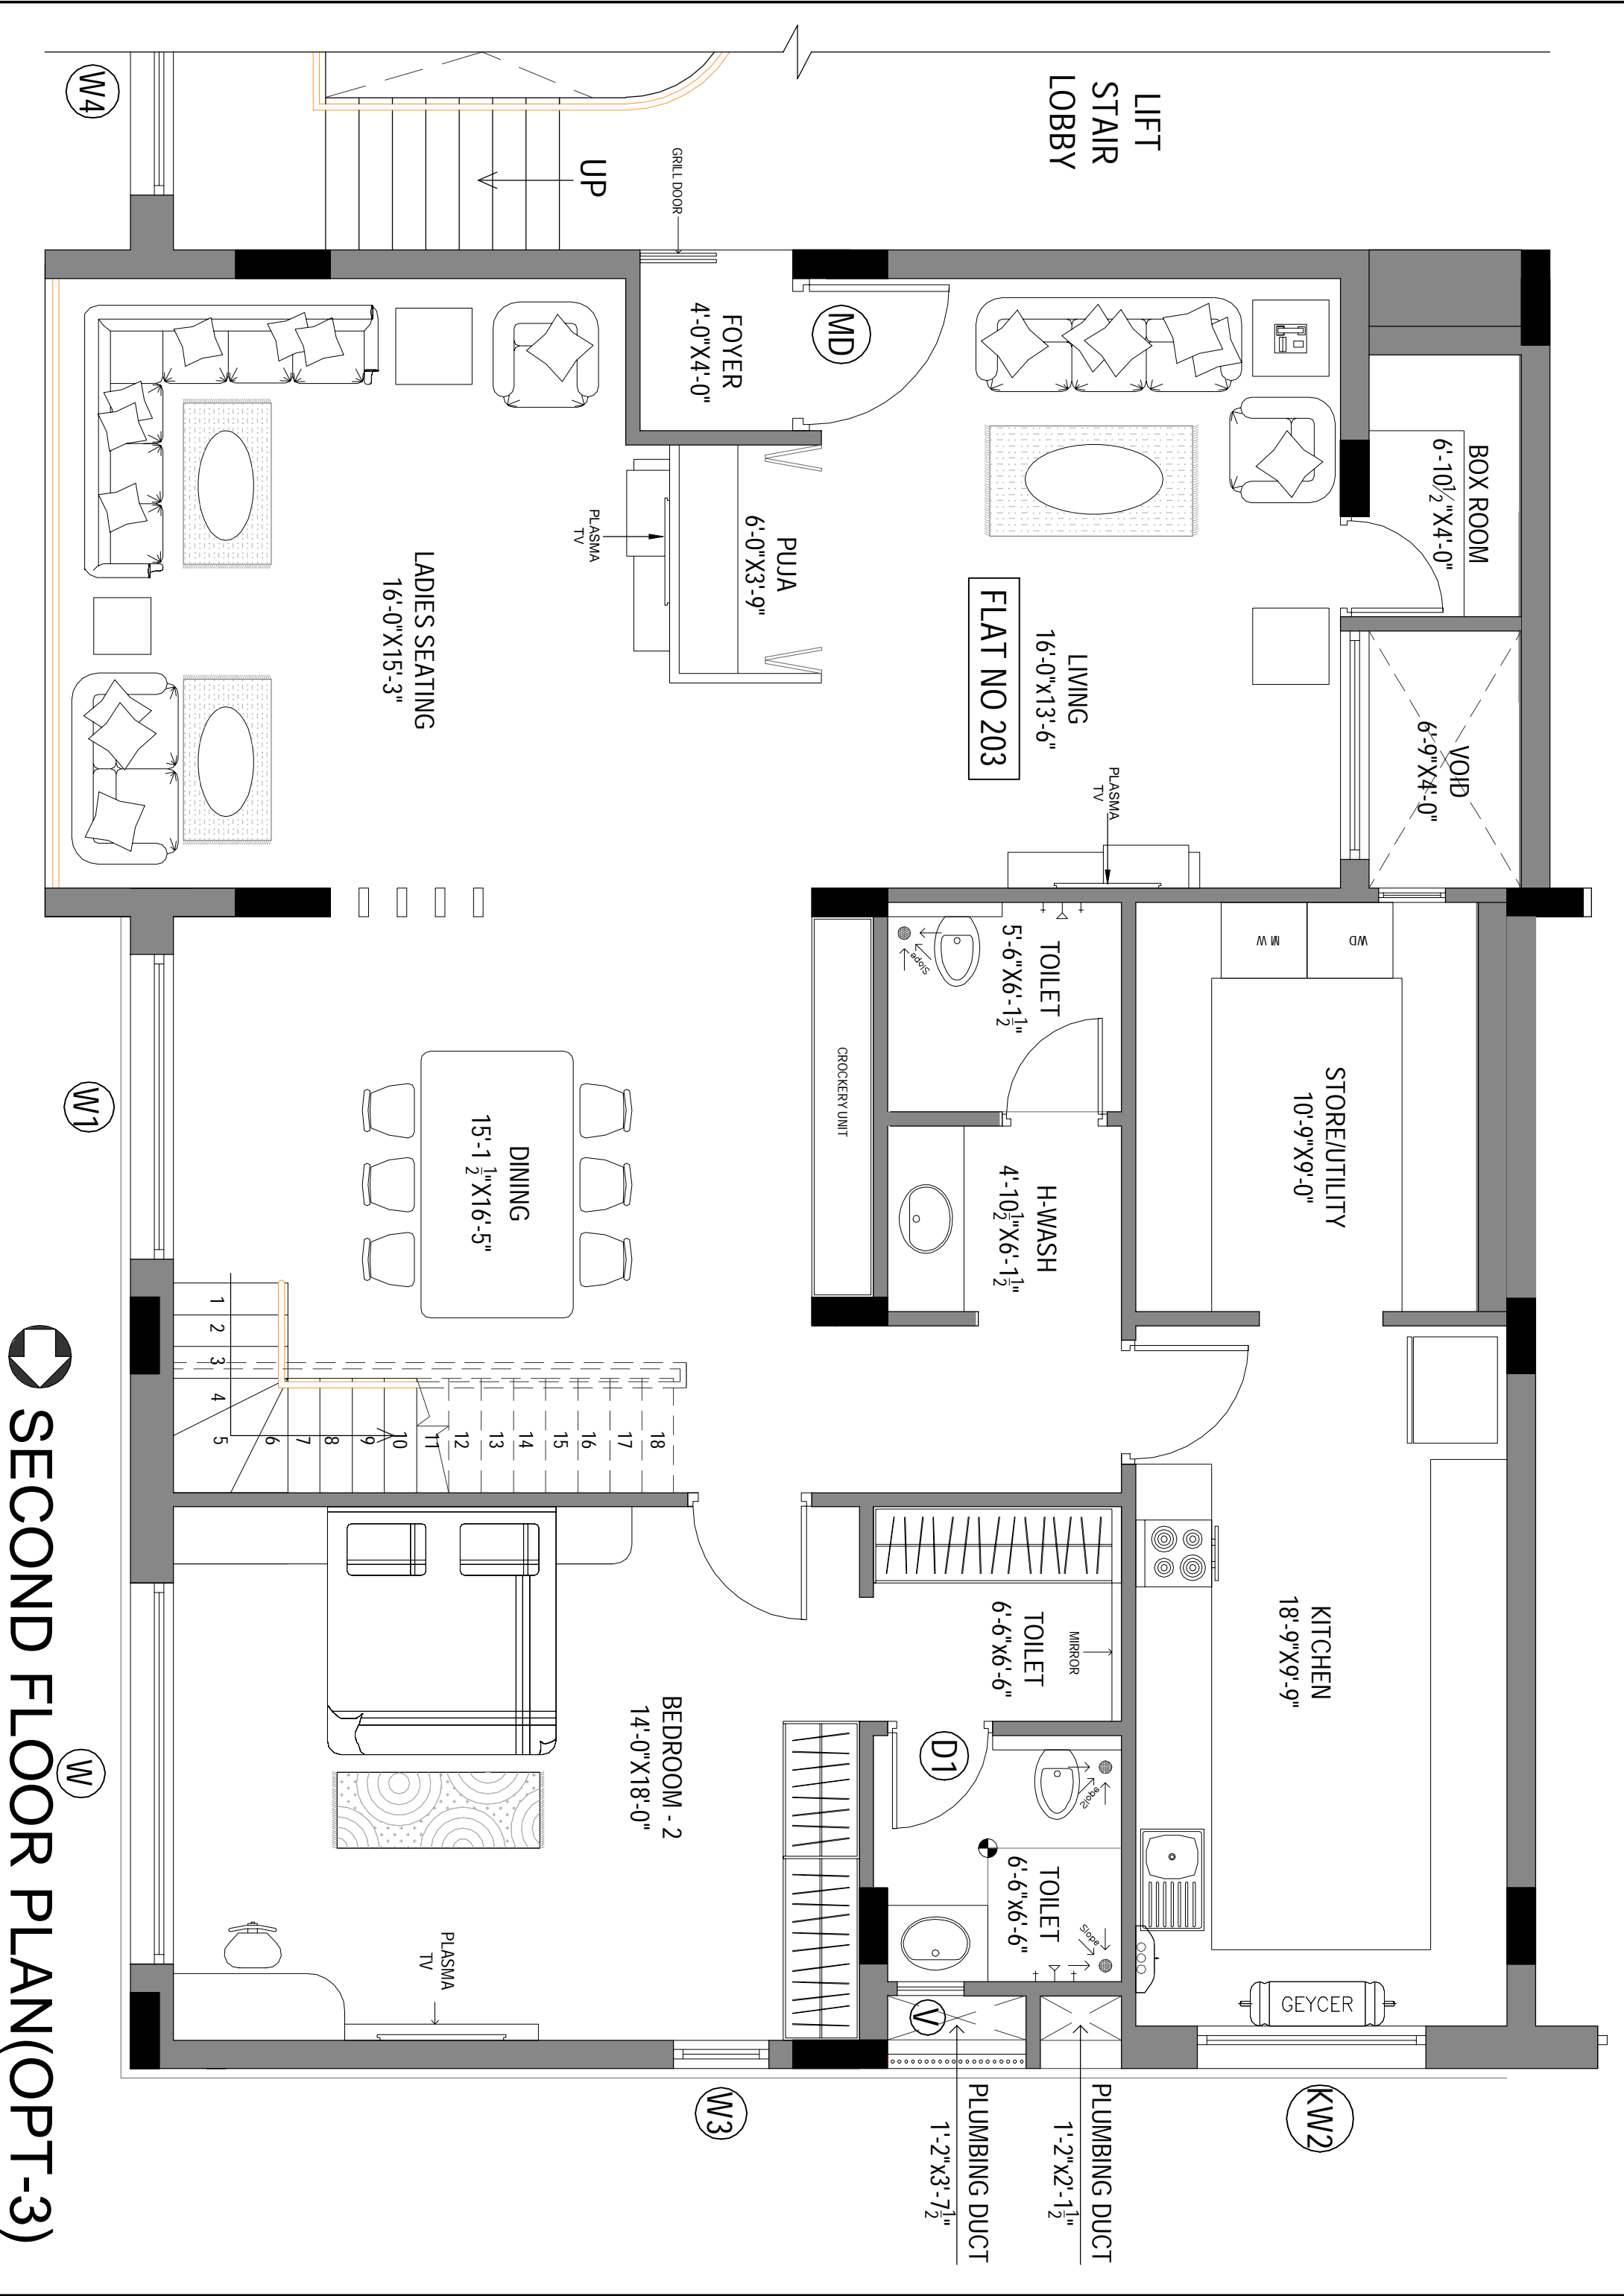 LIFT
STAIR
LOBBY
UP
GRILL DOOR
W4
FOYER
4'-0"X4'-0"
MD
BOX ROOM
6'-10½"X4'-0"
PUJA
6'-0"X3'-9"
PLASMA
TV
LADIES SEATING
16'-0"X15'-3"
FLAT NO 203
LIVING
16'-0"x13'-6"
VOID
6'-9"X4'-0"
PLASMA
TV
M W
WD
TOILET
5'-6"X6'-1½"
Slope
STORE/UTILITY
10'-9"X9'-0"
CROCKERY UNIT
H-WASH
4'-10½"X6'-1½"
DINING
15'-1½"X16'-5"
W1
1
2
3
4
5
6
7
8
9
10
11
12
13
14
15
16
17
18
KITCHEN
18'-9"X9'-9"
TOILET
6'-6"x6'-6"
MIRROR
BEDROOM - 2
14'-0"X18'-0"
D1
Slope
TOILET
6'-6"x6'-6"
Slope
PLASMA
TV
GEYCER
V
W
W3
KW2
PLUMBING DUCT
1'-2"x2'-1½"
PLUMBING DUCT
1'-2"x3'-7½"
SECOND FLOOR PLAN(OPT-3)